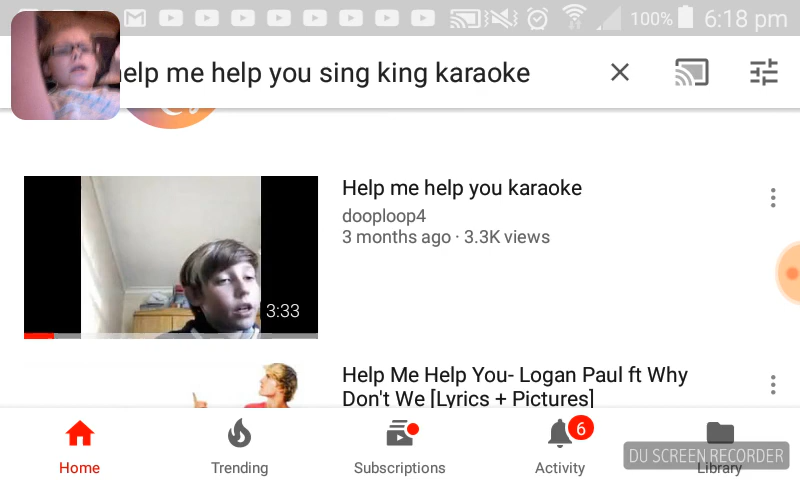 100% 6:18 pm
elp me help you sing king karaoke
Help me help you karaoke
dooploop4
3 months ago · 3.3K views
3:33
Help Me Help You- Logan Paul ft Why
Don't We [Lyrics + Pictures]
Home
Trending
Subscriptions
6
Activity
Library
DU SCREEN RECORDER